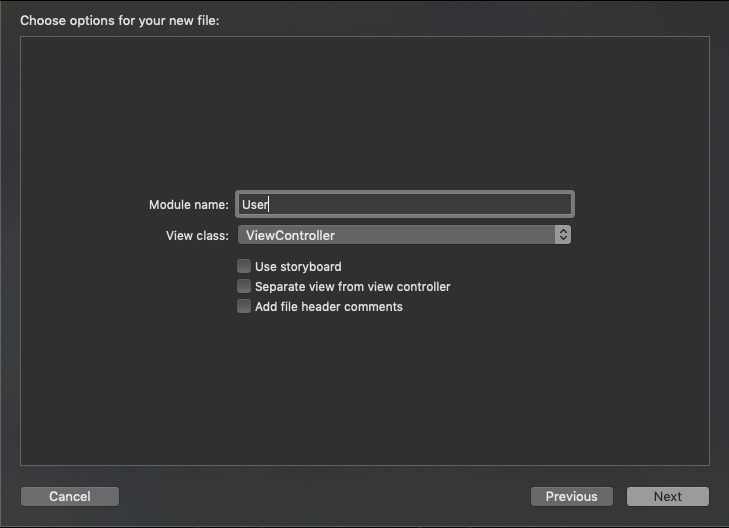 Choose options for your new file:
Module name: User
View class: ViewController
Use storyboard
Separate view from view controller
Add file header comments
Cancel Previous Next